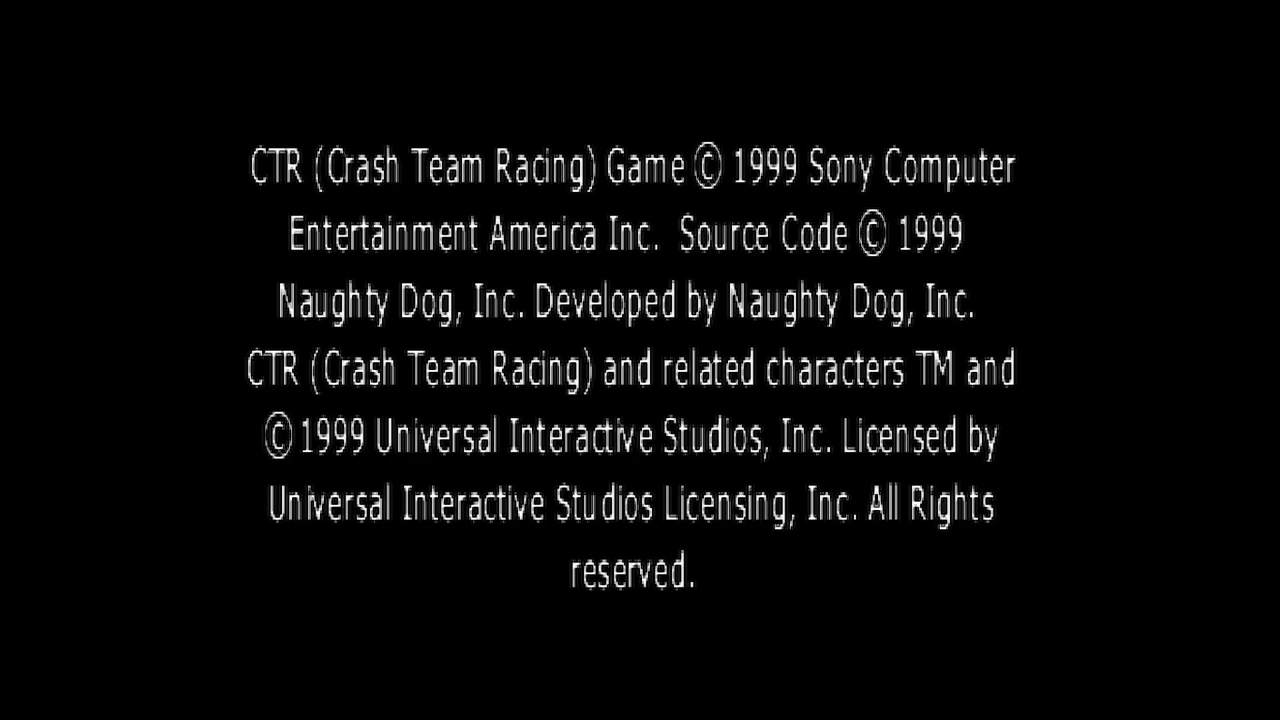 CTR (Crash Team Racing) Game © 1999 Sony Computer
Entertainment America Inc.  Source Code © 1999
Naughty Dog, Inc. Developed by Naughty Dog, Inc.
CTR (Crash Team Racing) and related characters TM and
© 1999 Universal Interactive Studios, Inc. Licensed by
Universal Interactive Studios Licensing, Inc. All Rights
reserved.